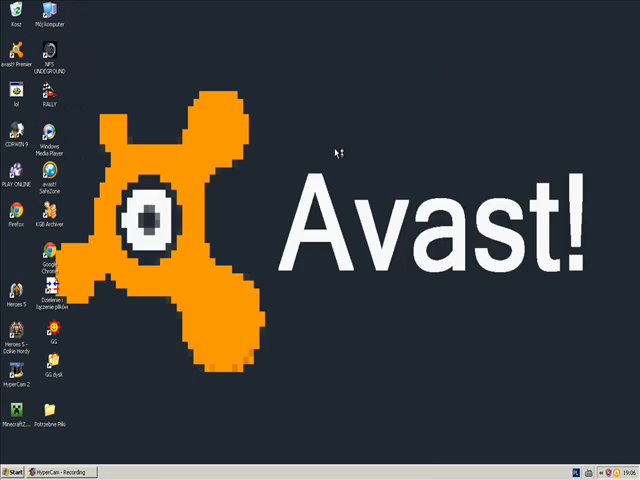 Kosz
Mój komputer
avast! Premier
NFS
UNDEGROUND
lol
RALLY
CDRWIN 9
Windows
Media Player
PLAY ONLINE
avast!
SafeZone
Firefox
KGB Archiver
Google
Chrome
Heroes 5
Dzielenie i
łączenie plików
Heroes 5 -
Dzikie Hordy
GG
HyperCam 2
GG dysk
MinecraftZ...
Potrzebne Pliki
Avast!
Start
HyperCam - Recording
PL
19:06